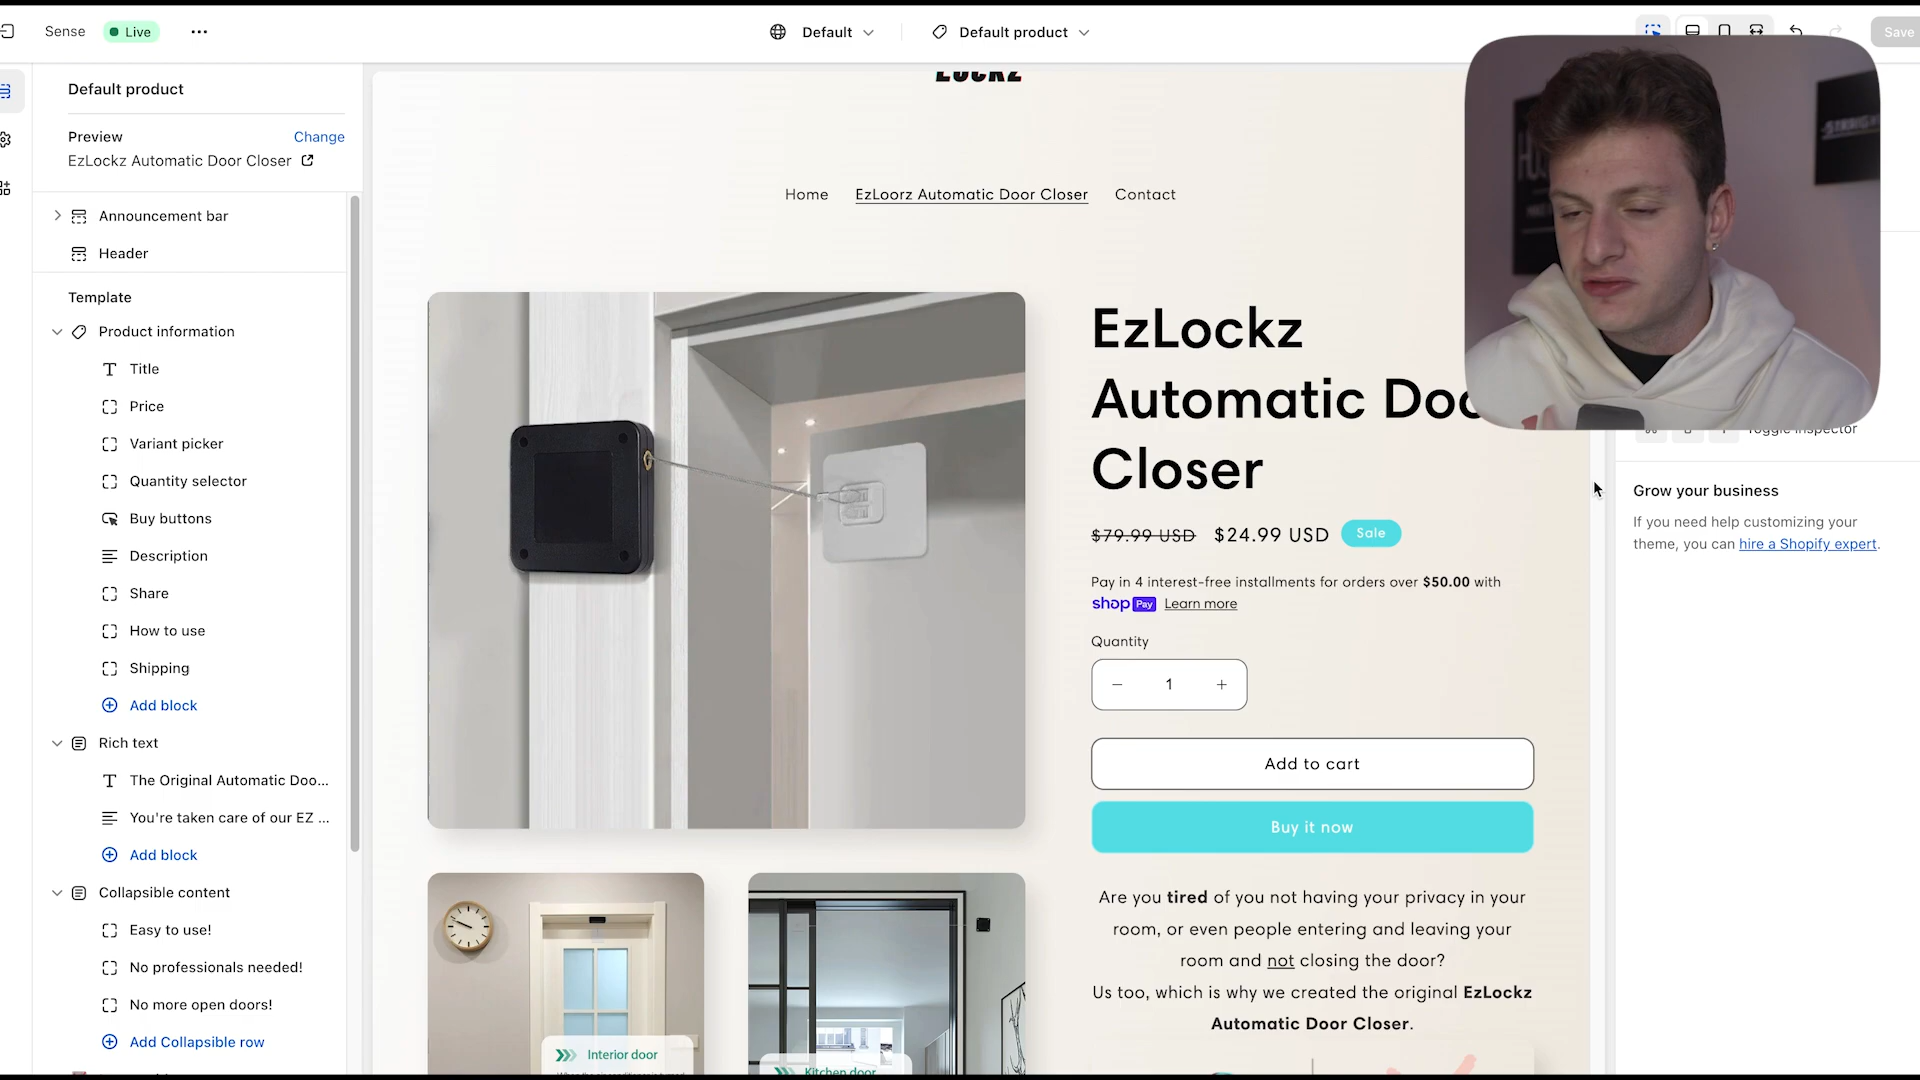 Sense
Live
Default
Default product
Save
Default product
Preview
Change
EzLockz Automatic Door Closer
Announcement bar
Header
Template
Product information
Title
Price
Variant picker
Quantity selector
Buy buttons
Description
Share
How to use
Shipping
Add block
Rich text
The Original Automatic Doo...
You're taken care of our EZ ...
Add block
Collapsible content
Easy to use!
No professionals needed!
No more open doors!
Add Collapsible row
Home
EzLoorz Automatic Door Closer
Contact
EzLockz
Automatic Doo
Closer
$79.99 USD
$24.99 USD
Sale
Pay in 4 interest-free installments for orders over $50.00 with
shop Pay
Learn more
Quantity
1
Add to cart
Buy it now
Are you tired of you not having your privacy in your
room, or even people entering and leaving your
room and not closing the door?
Us too, which is why we created the original EzLockz
Automatic Door Closer.
Interior door
Kitchen door
Toggle inspector
Grow your business
If you need help customizing your
theme, you can hire a Shopify expert.